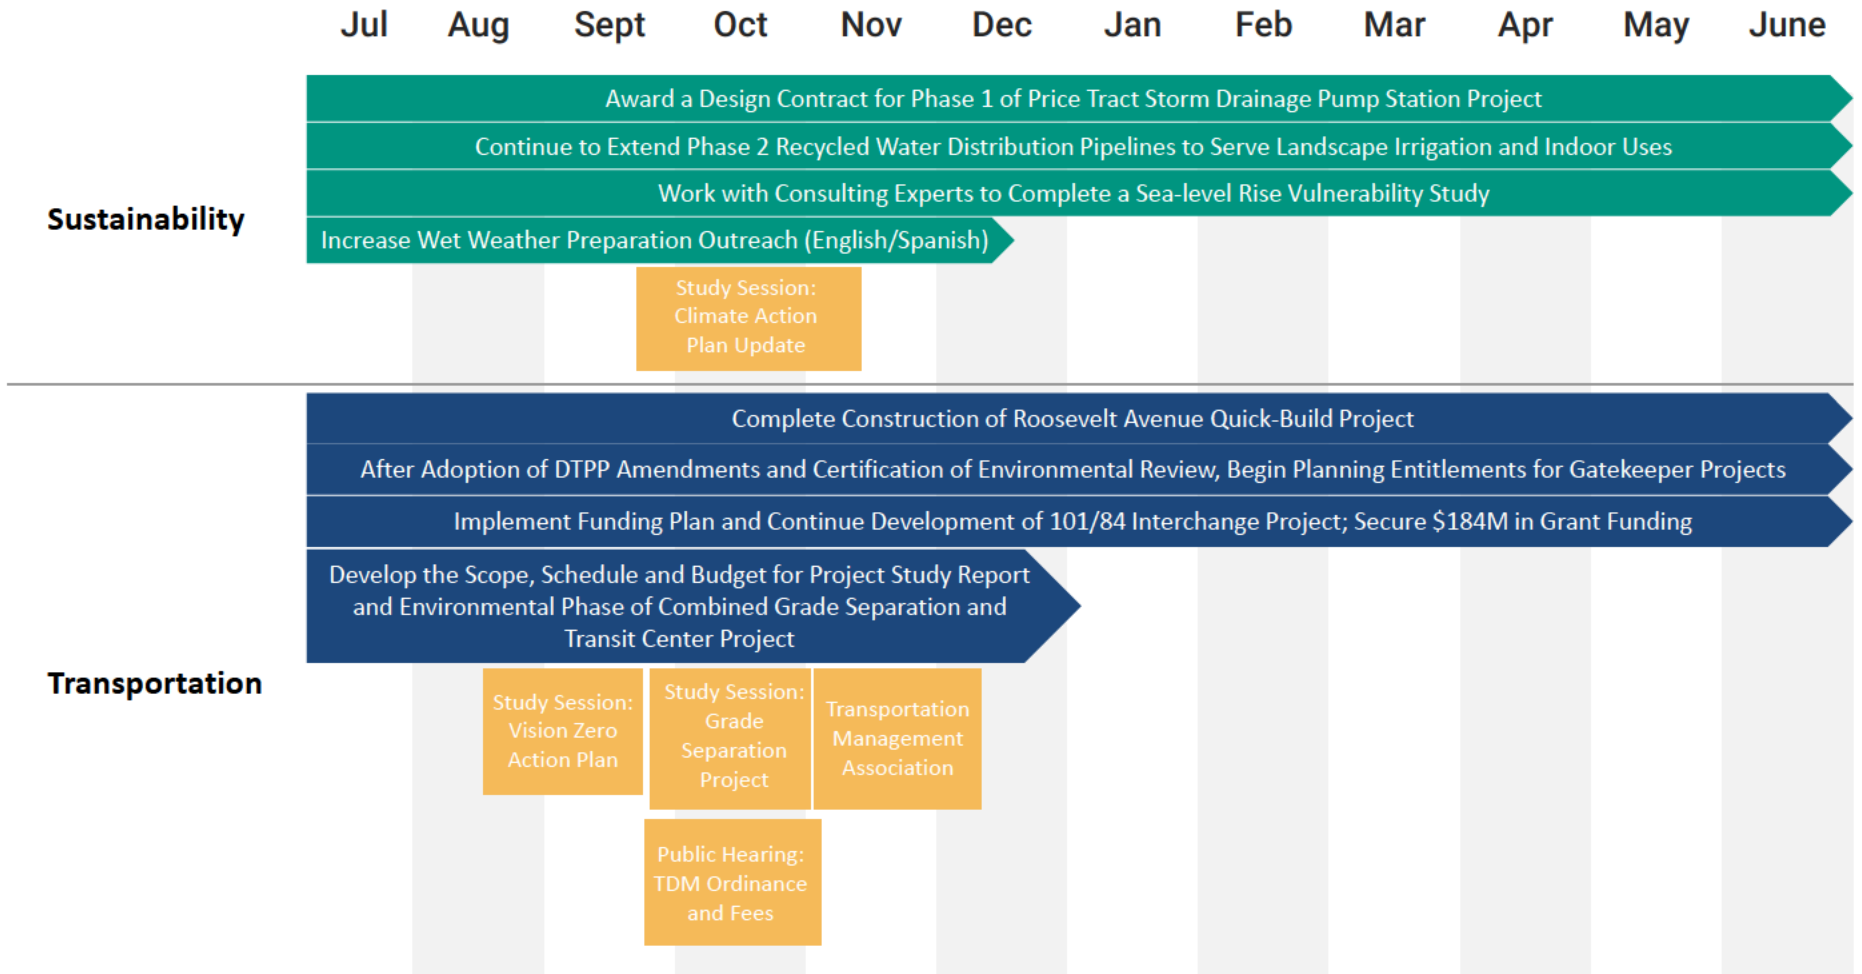 Jul Aug Sept Oct Nov Dec Jan Feb Mar Apr May June
Sustainability
Award a Design Contract for Phase 1 of Price Tract Storm Drainage Pump Station Project
Continue to Extend Phase 2 Recycled Water Distribution Pipelines to Serve Landscape Irrigation and Indoor Uses
Work with Consulting Experts to Complete a Sea-level Rise Vulnerability Study
Increase Wet Weather Preparation Outreach (English/Spanish)
Study Session:
Climate Action
Plan Update
Transportation
Complete Construction of Roosevelt Avenue Quick-Build Project
After Adoption of DTPP Amendments and Certification of Environmental Review, Begin Planning Entitlements for Gatekeeper Projects
Implement Funding Plan and Continue Development of 101/84 Interchange Project; Secure $184M in Grant Funding
Develop the Scope, Schedule and Budget for Project Study Report
and Environmental Phase of Combined Grade Separation and
Transit Center Project
Study Session:
Vision Zero
Action Plan
Study Session:
Grade
Separation
Project
Transportation
Management
Association
Public Hearing:
TDM Ordinance
and Fees